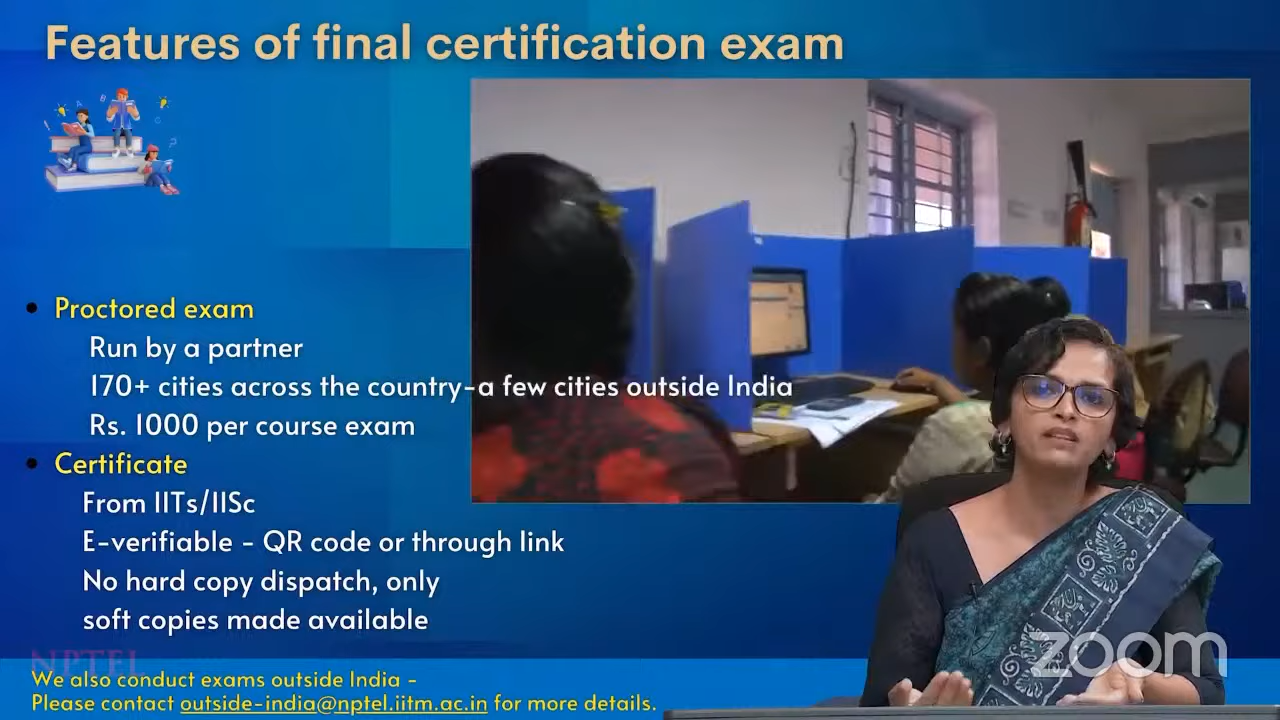 Features of final certification exam
Proctored exam
Run by a partner
170+ cities across the country-a few cities outside India
Rs. 1000 per course exam
Certificate
From IITs/IISc
E-verifiable - QR code or through link
No hard copy dispatch, only
soft copies made available
NPTEL
We also conduct exams outside India -
Please contact outside-india@nptel.iitm.ac.in for more details.
zoom